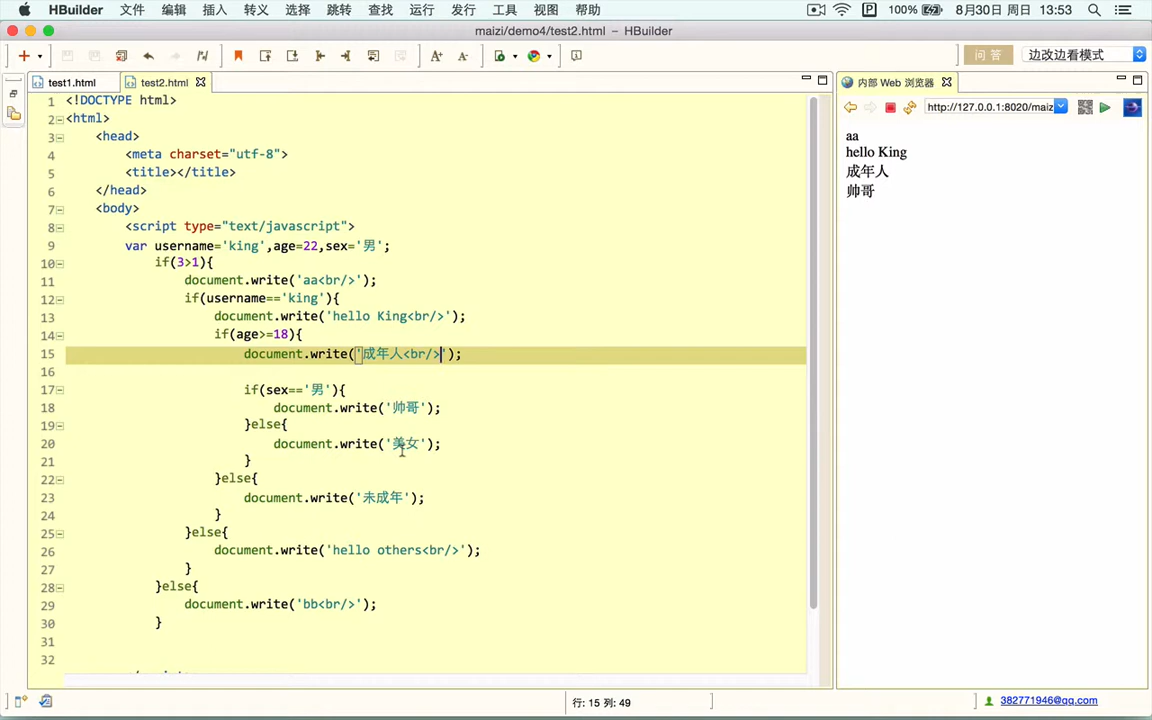 HBuilder 文件 编辑 插入 转义 选择 跳转 查找 运行 发行 工具 视图 帮助 100% 8月30日 周日 13:53
maizi/demo4/test2.html – HBuilder
问 答 边改边看模式
test1.html test2.html 内部 Web 浏览器
http://127.0.0.1:8020/maiz
1 <!DOCTYPE html>
2 <html>
3 <head>
4 <meta charset="utf-8">
5 <title></title>
6 </head>
7 <body>
8 <script type="text/javascript">
9 var username='king',age=22,sex='男';
10 if(3>1){
11 document.write('aa<br/>');
12 if(username=='king'){
13 document.write('hello King<br/>');
14 if(age>=18){
15 document.write('成年人<br/>');
16
17 if(sex=='男'){
18 document.write('帅哥');
19 }else{
20 document.write('美女');
21 }
22 }else{
23 document.write('未成年');
24 }
25 }else{
26 document.write('hello others<br/>');
27 }
28 }else{
29 document.write('bb<br/>');
30 }
31
32
aa
hello King
成年人
帅哥
行: 15 列: 49
382771946@qq.com